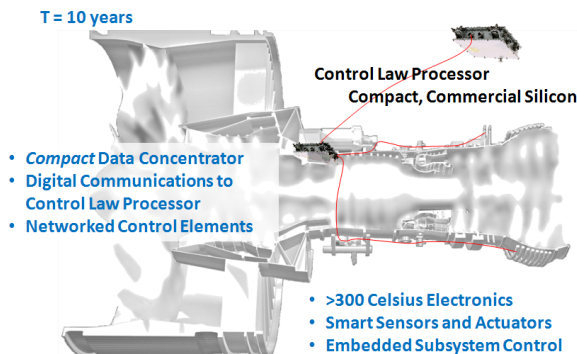 T = 10 years
Control Law Processor
Compact, Commercial Silicon
• Compact Data Concentrator
• Digital Communications to
Control Law Processor
• Networked Control Elements
• >300 Celsius Electronics
• Smart Sensors and Actuators
• Embedded Subsystem Control